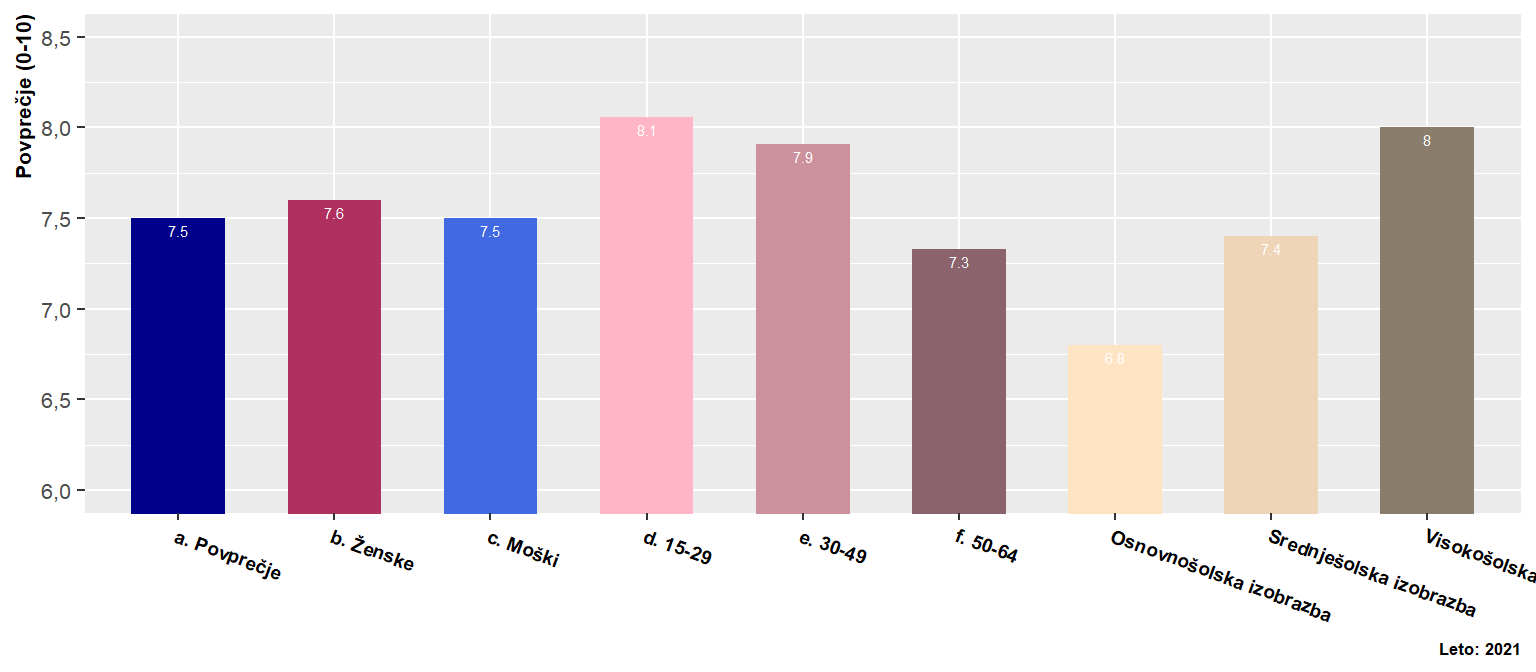 Povprečje (0-10)
8,5
8,0
7,5
7,0
6,5
6,0
7.5
7.6
7.5
8.1
7.9
7.3
6.8
7.4
8
a. Povprečje
b. Ženske
c. Moški
d. 15-29
e. 30-49
f. 50-64
Osnovnošolska izobrazba
Srednješolska izobrazba
Visokošolska
Leto: 2021